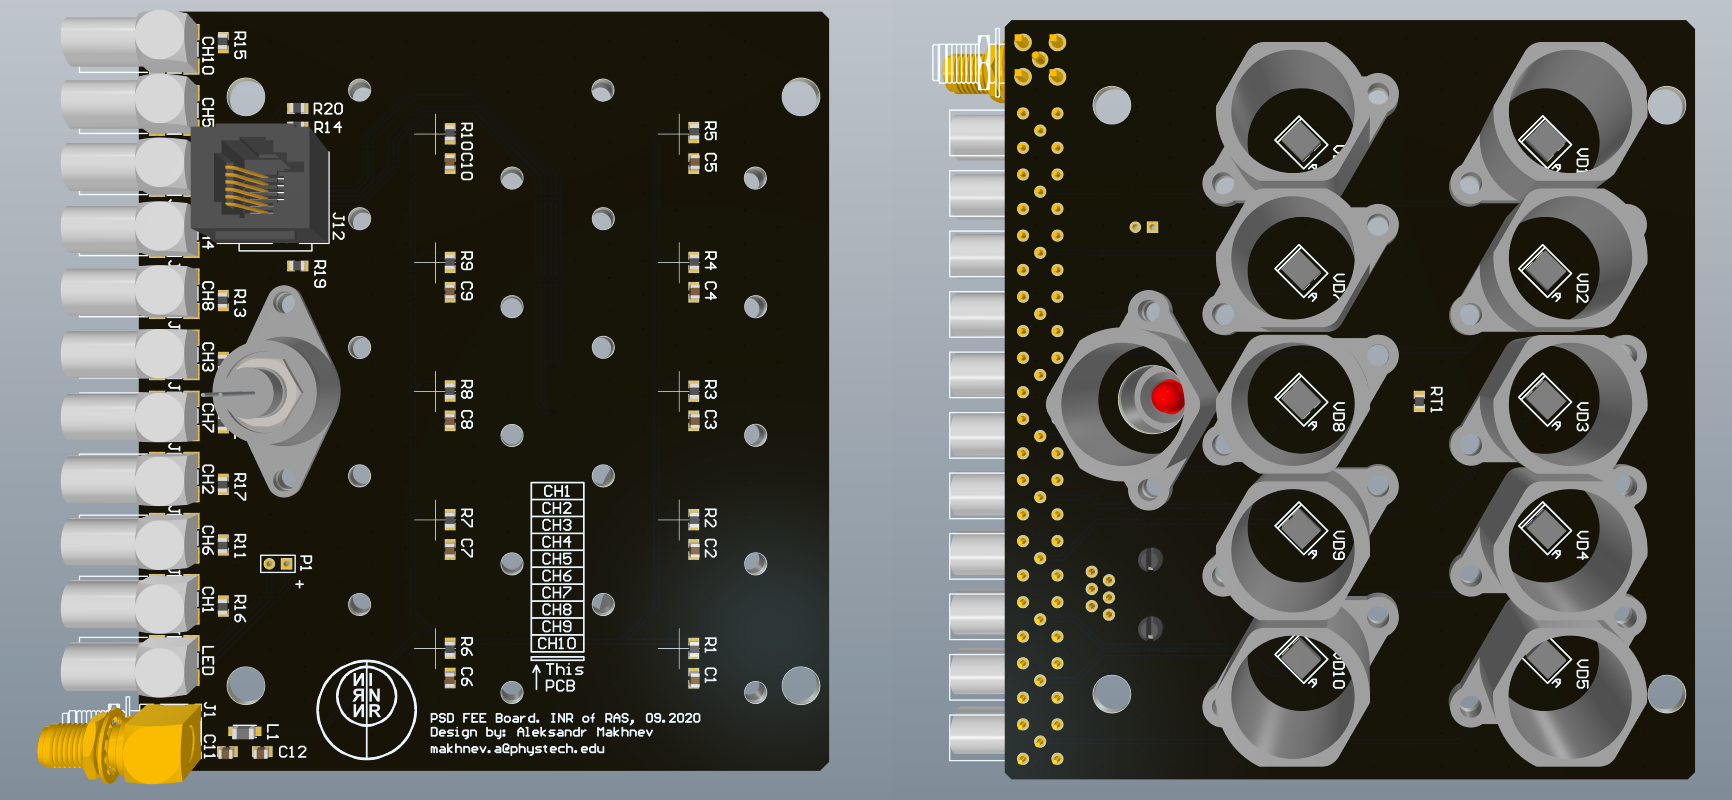 CH10
R15
CH5
R20
R14
J12
14
R19
CH8
R13
CH3
CH7
CH2
R17
CH6
R11
P1
+
CH1
R16
LED
J1
L1
C11
C12
R10
C10
R5
C5
R9
C9
R4
C4
R8
C8
R3
C3
R7
C7
R2
C2
R6
C6
R1
C1
CH1
CH2
CH3
CH4
CH5
CH6
CH7
CH8
CH9
CH10
This
PCB
INR
PSD FEE Board. INR of RAS, 09.2020
Design by: Aleksandr Makhnev
makhnev.a@phystech.edu
VD1
VD2
A
VD8
A
RT1
VD3
A
VD9
A
VD4
A
VD10
VD5